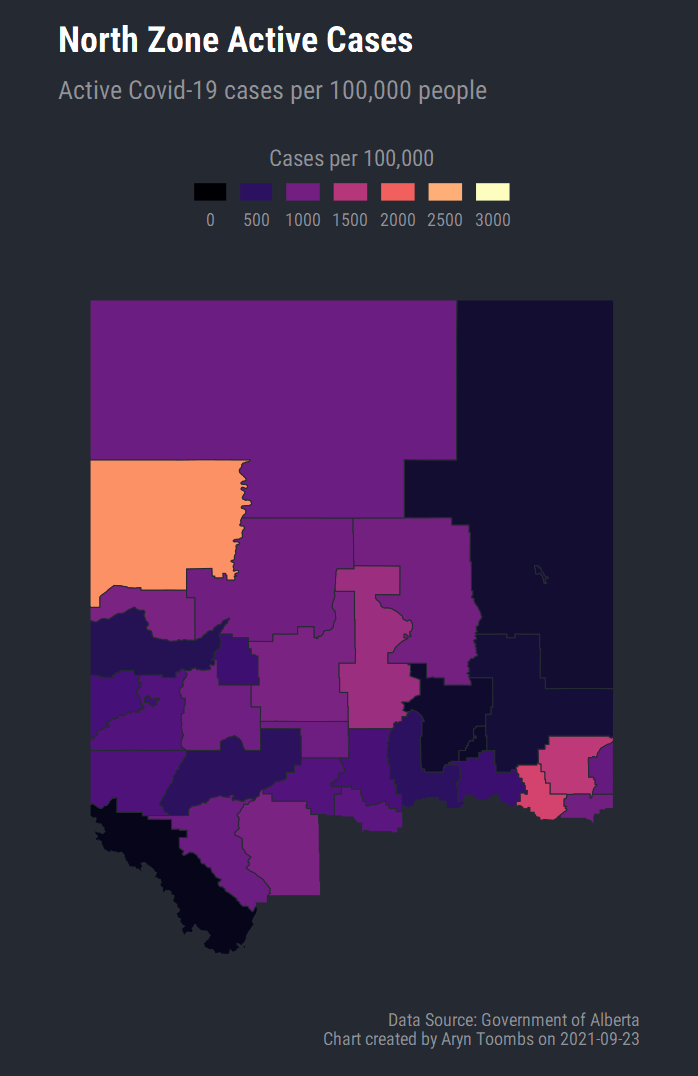 North Zone Active Cases
Active Covid-19 cases per 100,000 people
Cases per 100,000
0 500 1000 1500 2000 2500 3000
Data Source: Government of Alberta
Chart created by Aryn Toombs on 2021-09-23